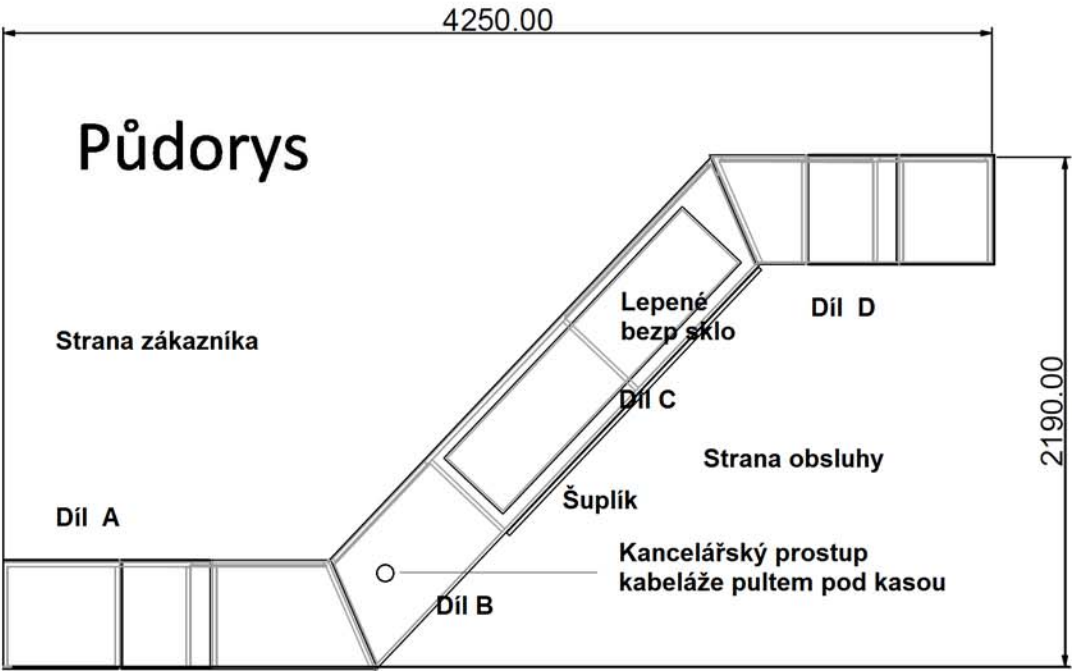 4250.00
Půdorys
Lepené
bezp sklo
Díl  D
Strana zákazníka
Díl C
2190.00
Strana obsluhy
Šuplík
Díl  A
Kancelářský prostup
kabeláže pultem pod kasou
Díl B